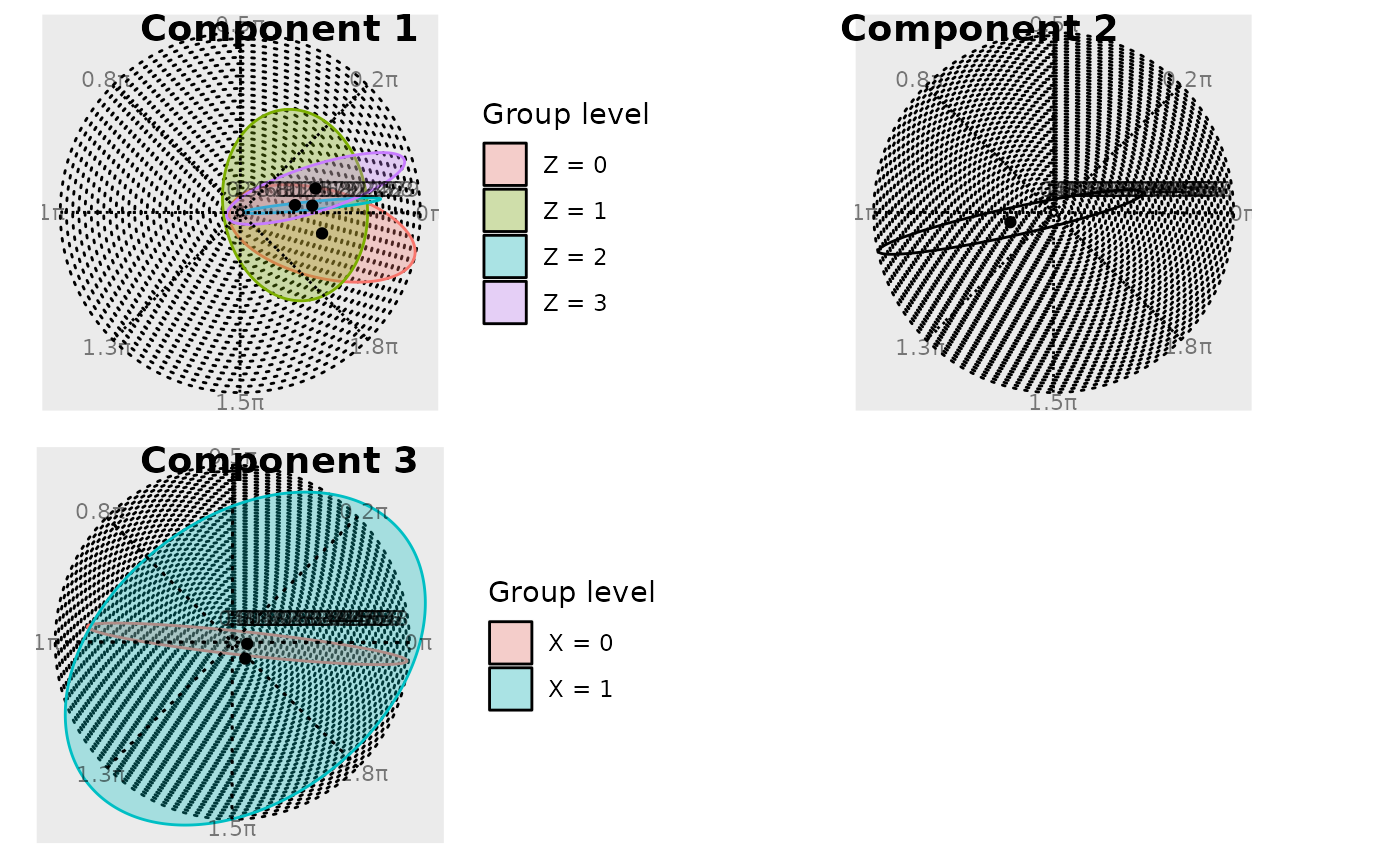 Component 1
0.5π
0.8π
0.2π
1π
0π
1.3π
1.8π
1.5π
Group level
Z = 0
Z = 1
Z = 2
Z = 3
Component 2
0.5π
0.8π
0.2π
1π
0π
1.3π
1.8π
1.5π
Component 3
0.5π
0.8π
0.2π
1π
0π
1.3π
1.8π
1.5π
Group level
X = 0
X = 1